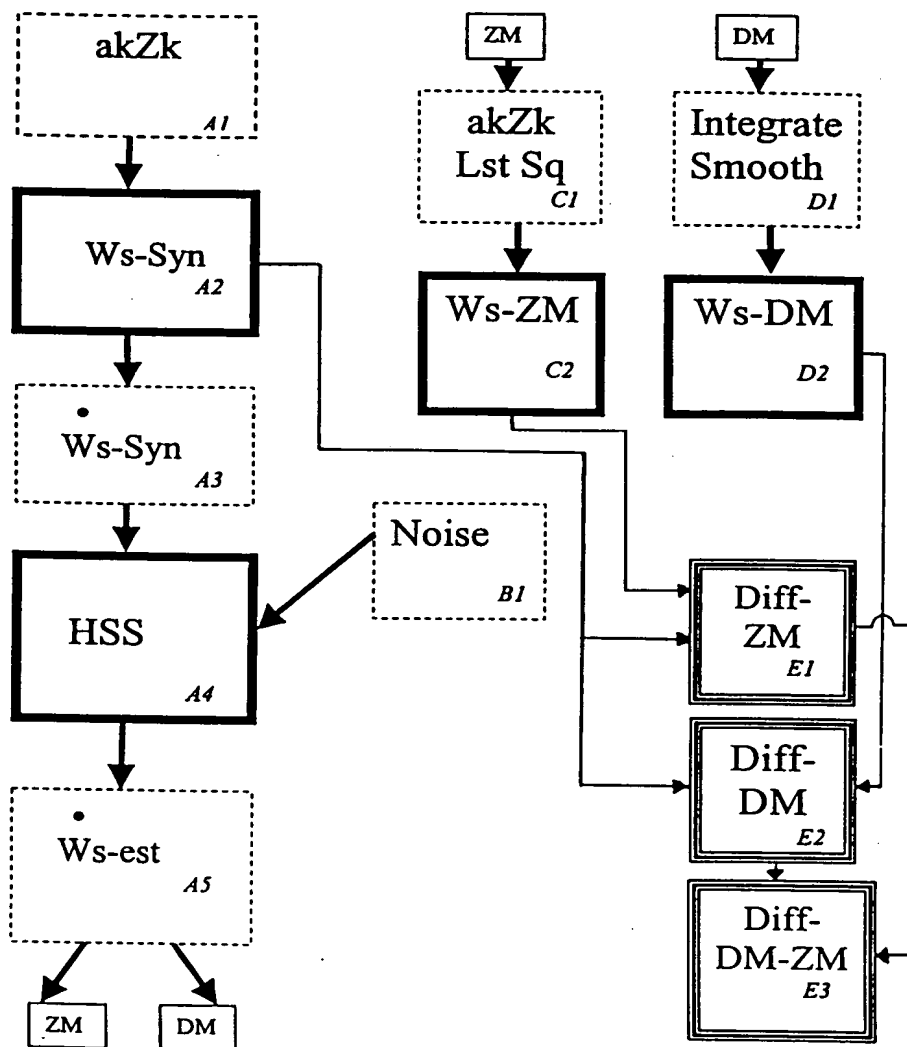 akZk
A1
Ws-Syn
A2
Ws-Syn
A3
HSS
A4
Ws-est
A5
ZM
DM
Noise
B1
ZM
akZk
Lst Sq
C1
Ws-ZM
C2
DM
Integrate
Smooth
D1
Ws-DM
D2
Diff-
ZM
E1
Diff-
DM
E2
Diff-
DM-ZM
E3